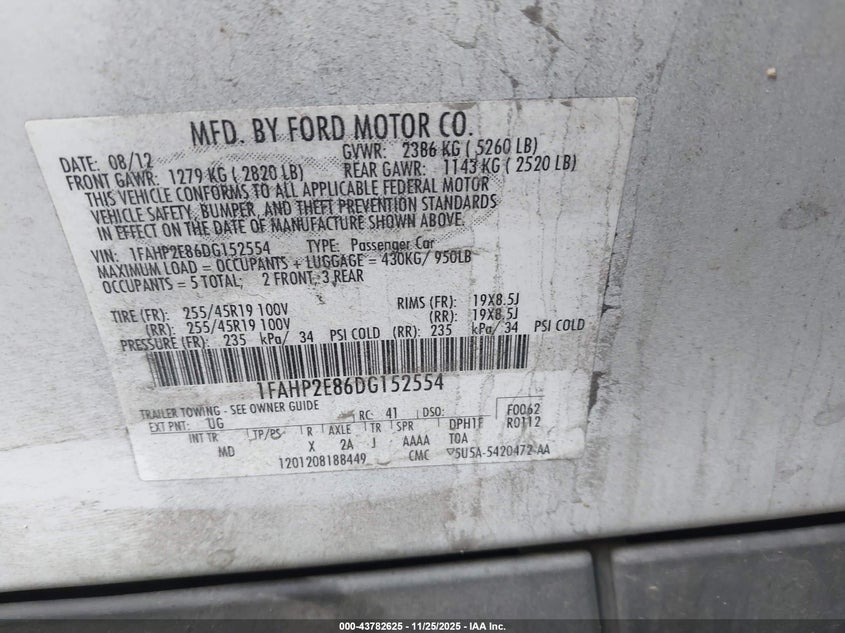 MFD. BY FORD MOTOR CO.
DATE: 08/12 GVWR: 2386 KG ( 5260 LB)
FRONT GAWR: 1279 KG ( 2820 LB) REAR GAWR: 1143 KG ( 2520 LB)
THIS VEHICLE CONFORMS TO ALL APPLICABLE FEDERAL MOTOR
VEHICLE SAFETY, BUMPER, AND THEFT PREVENTION STANDARDS
IN EFFECT ON THE DATE OF MANUFACTURE SHOWN ABOVE.
VIN: 1FAHP2E86DG152554 TYPE: Passenger Car
MAXIMUM LOAD = OCCUPANTS + LUGGAGE = 430KG/ 950LB
OCCUPANTS = 5 TOTAL; 2 FRONT, 3 REAR
TIRE (FR): 255/45R19 100V RIMS (FR): 19X8.5J
(RR): 255/45R19 100V (RR): 19X8.5J
PRESSURE (FR): 235 kPa/ 34 PSI COLD (RR): 235 kPa/ 34 PSI COLD
1FAHP2E86DG152554
TRAILER TOWING - SEE OWNER GUIDE
EXT PNT: UG RC: 41 DSO: F0062
INT TR TP/PS R AXLE TR SPR DPH1F R0112
MD X 2A J AAAA T0A
1201208188449 CMC ▽5U5A-5420472-AA
000-43782625 - 11/25/2025 - IAA Inc.